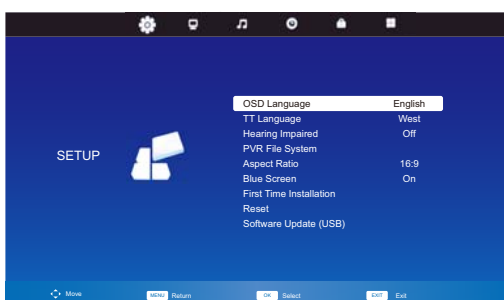 SETUP
OSD Language English
TT Language West
Hearing Impaired Off
PVR File System
Aspect Ratio 16:9
Blue Screen On
First Time Installation
Reset
Software Update (USB)
Move MENU Return OK Select EXIT Exit